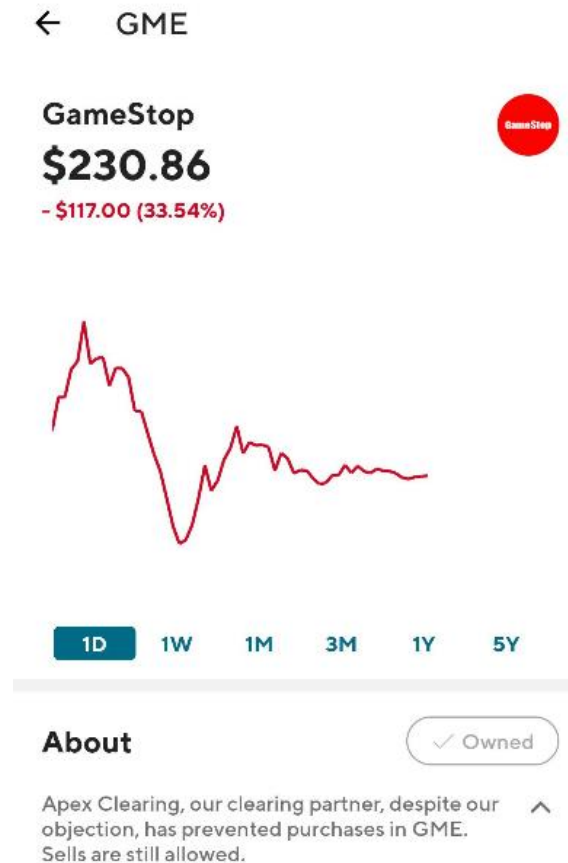 ← GME
GameStop
GameStop
$230.86
- $117.00 (33.54%)
1D 1W 1M 3M 1Y 5Y
About
✓ Owned
Apex Clearing, our clearing partner, despite our
objection, has prevented purchases in GME.
Sells are still allowed.